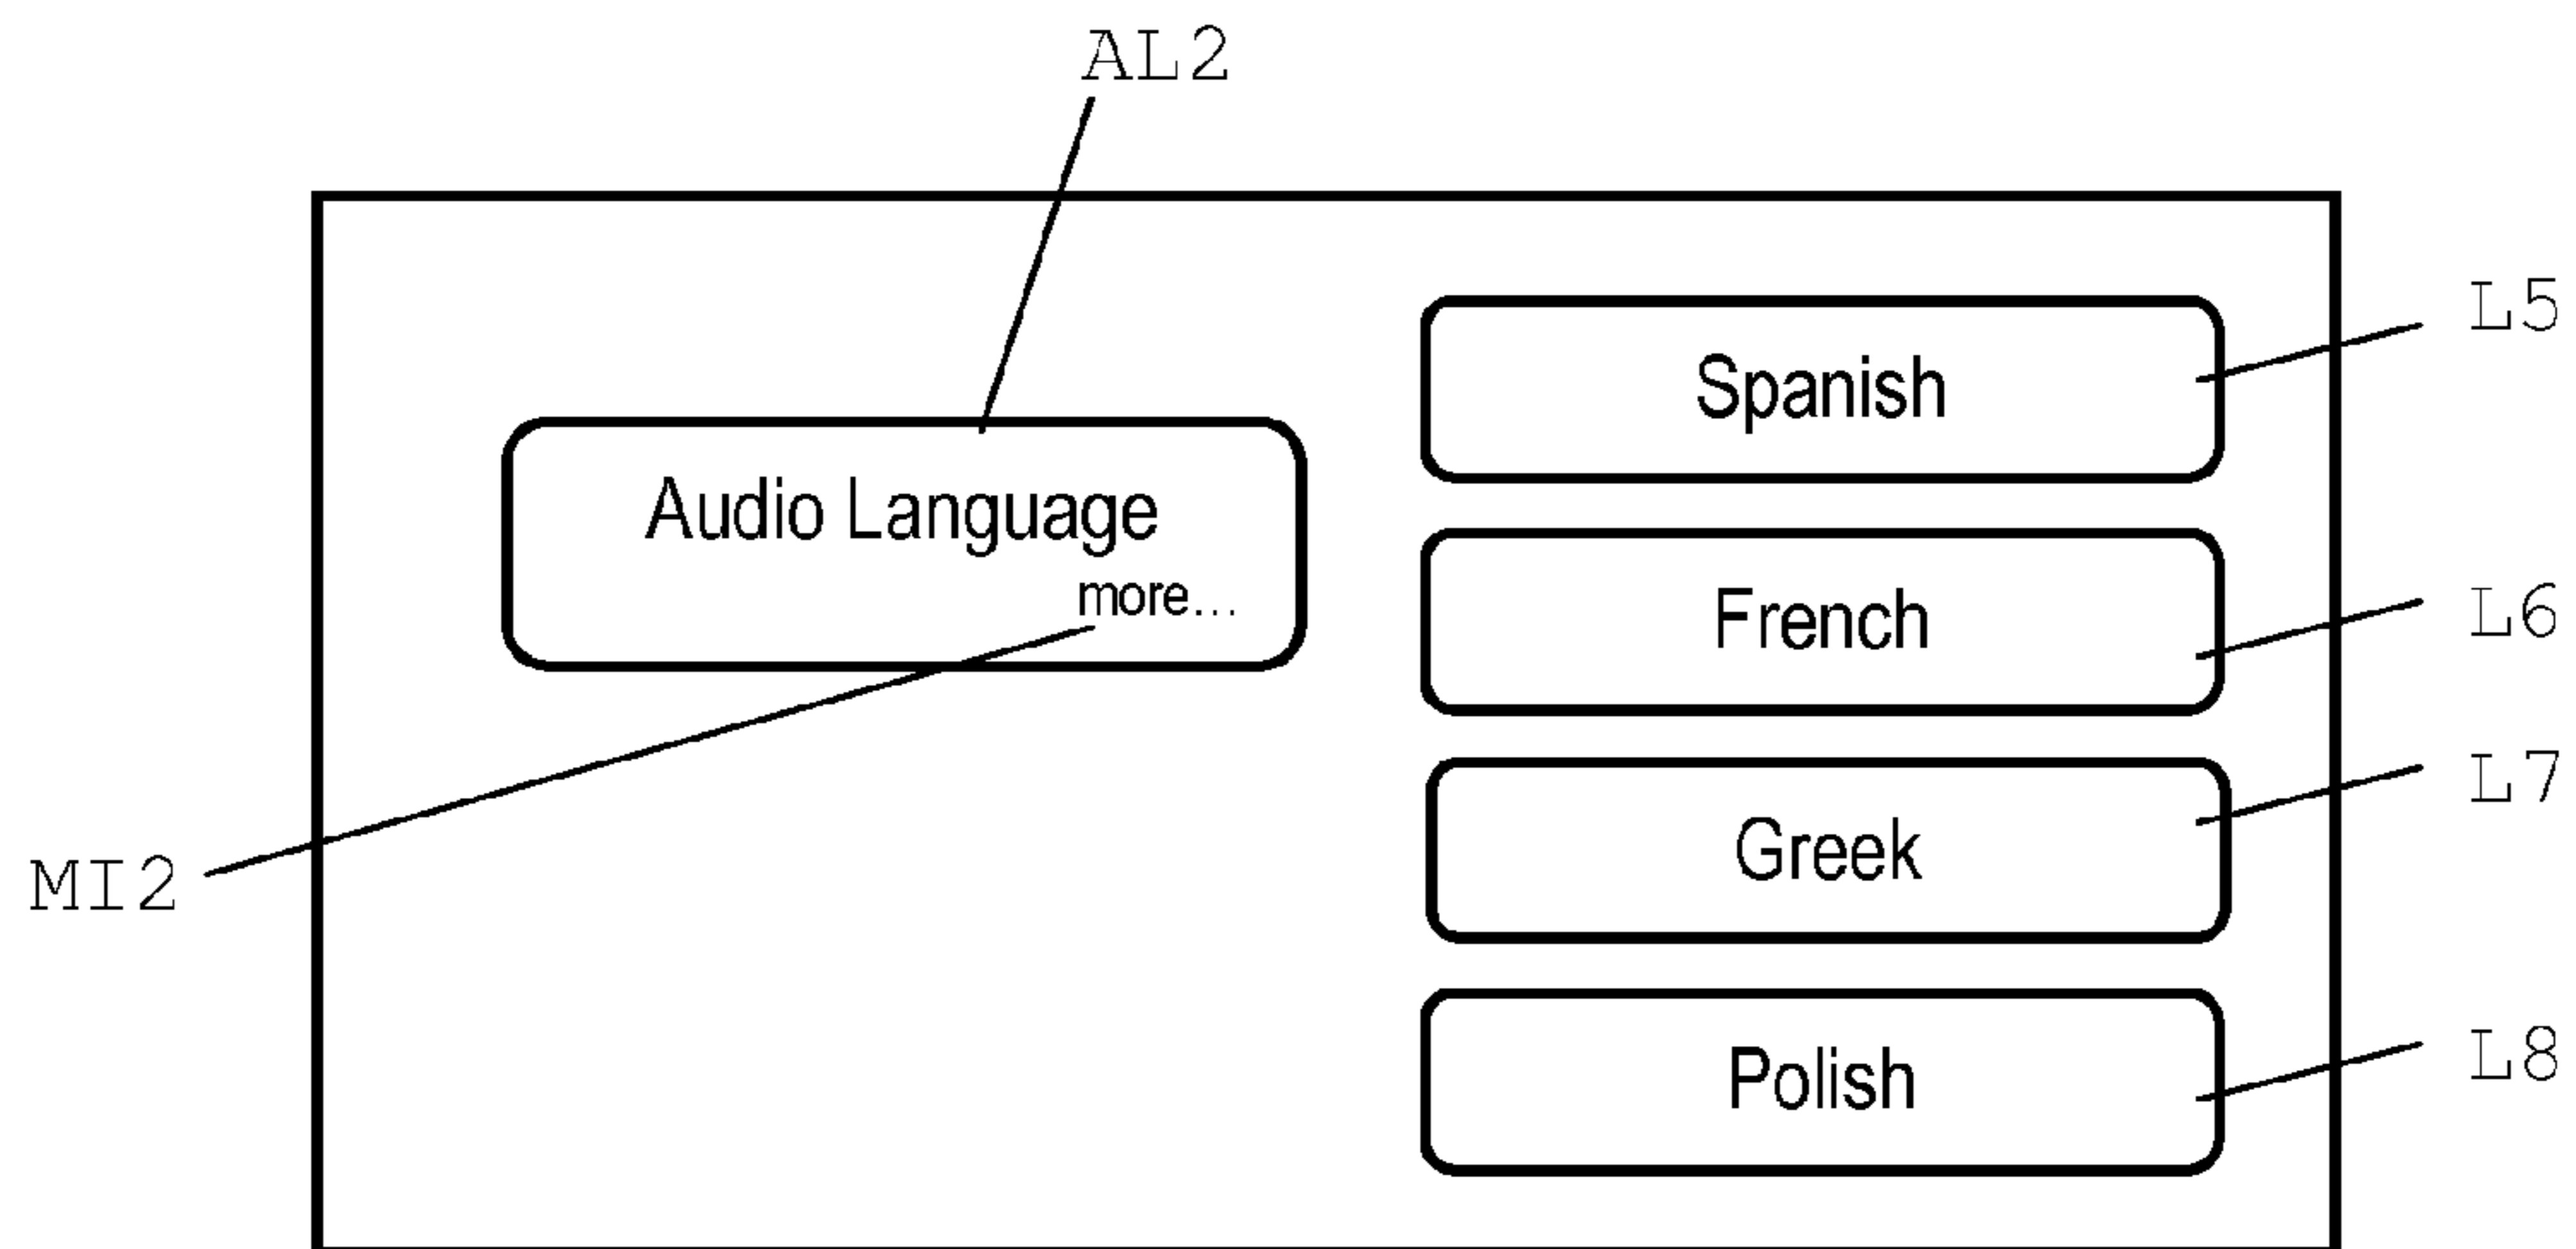 AL2
Spanish
L5
Audio Language
more...
French
L6
Greek
L7
MI2
Polish
L8